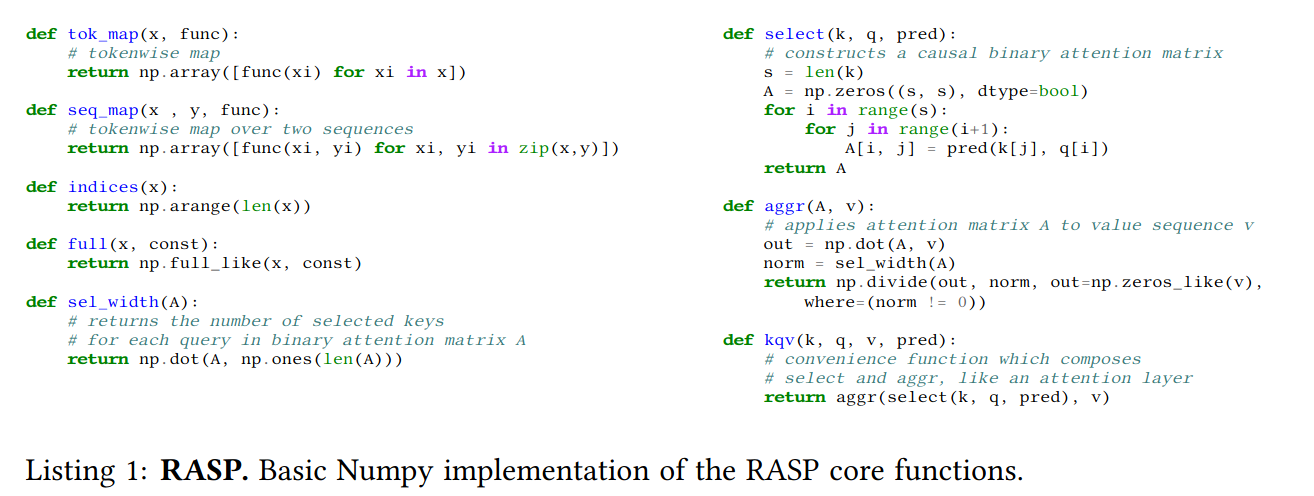 def tok_map(x, func):
    # tokenwise map
    return np.array([func(xi) for xi in x])

def seq_map(x , y, func):
    # tokenwise map over two sequences
    return np.array([func(xi, yi) for xi, yi in zip(x,y)])

def indices(x):
    return np.arange(len(x))

def full(x, const):
    return np.full_like(x, const)

def sel_width(A):
    # returns the number of selected keys
    # for each query in binary attention matrix A
    return np.dot(A, np.ones(len(A)))

def select(k, q, pred):
    # constructs a causal binary attention matrix
    s = len(k)
    A = np.zeros((s, s), dtype=bool)
    for i in range(s):
        for j in range(i+1):
            A[i, j] = pred(k[j], q[i])
    return A

def aggr(A, v):
    # applies attention matrix A to value sequence v
    out = np.dot(A, v)
    norm = sel_width(A)
    return np.divide(out, norm, out=np.zeros_like(v),
        where=(norm != 0))

def kqv(k, q, v, pred):
    # convenience function which composes
    # select and aggr, like an attention layer
    return aggr(select(k, q, pred), v)

Listing 1: RASP. Basic Numpy implementation of the RASP core functions.